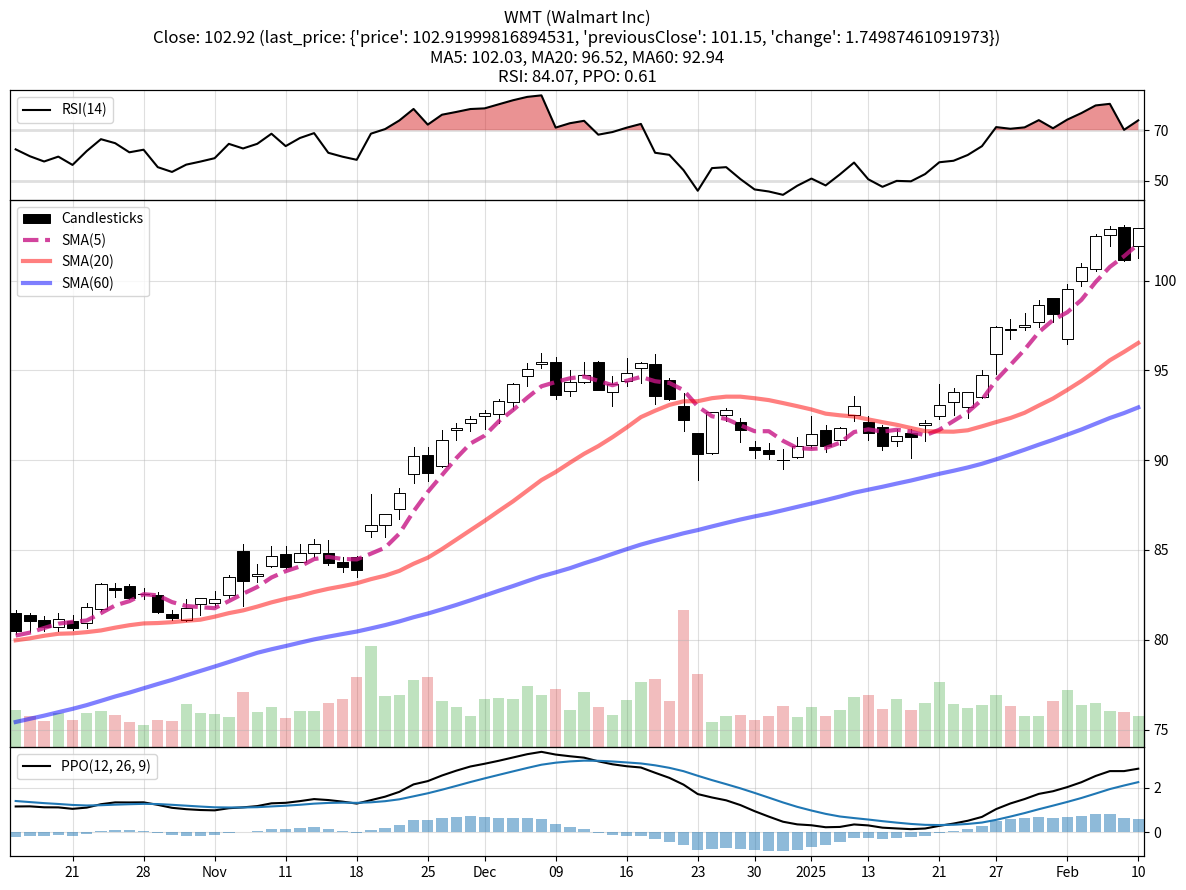 WMT (Walmart Inc)
Close: 102.92 (last_price: {'price': 102.91999816894531, 'previousClose': 101.15, 'change': 1.74987461091973})
MA5: 102.03, MA20: 96.52, MA60: 92.94
RSI: 84.07, PPO: 0.61
RSI(14)
70
50
Candlesticks
SMA(5)
SMA(20)
SMA(60)
100
95
90
85
80
75
PPO(12, 26, 9)
2
0
21 28 Nov 11 18 25 Dec 09 16 23 30 2025 13 21 27 Feb 10